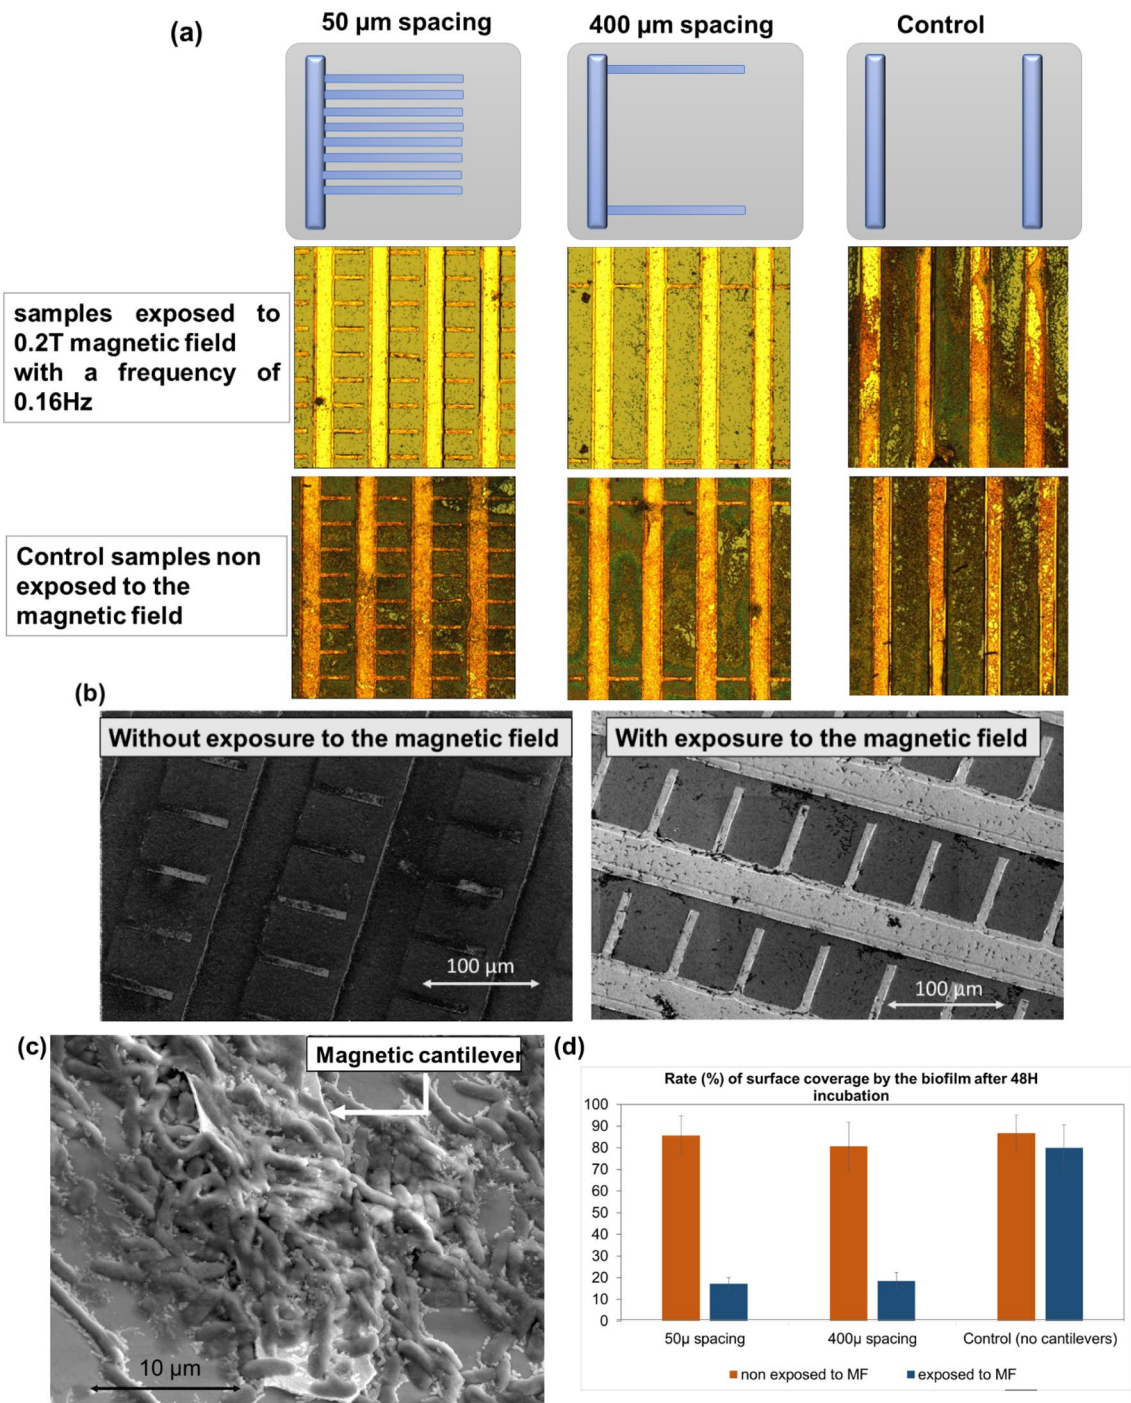 (a)
50 µm spacing
400 µm spacing
Control
samples exposed to
0.2T magnetic field
with a frequency of
0.16Hz
Control samples non
exposed to the
magnetic field
(b)
Without exposure to the magnetic field
With exposure to the magnetic field
100 µm
100 µm
(c)
Magnetic cantilever
10 µm
(d)
Rate (%) of surface coverage by the biofilm after 48H
incubation
100
90
80
70
60
50
40
30
20
10
0
50µ spacing
400µ spacing
Control (no cantilevers)
non exposed to MF
exposed to MF